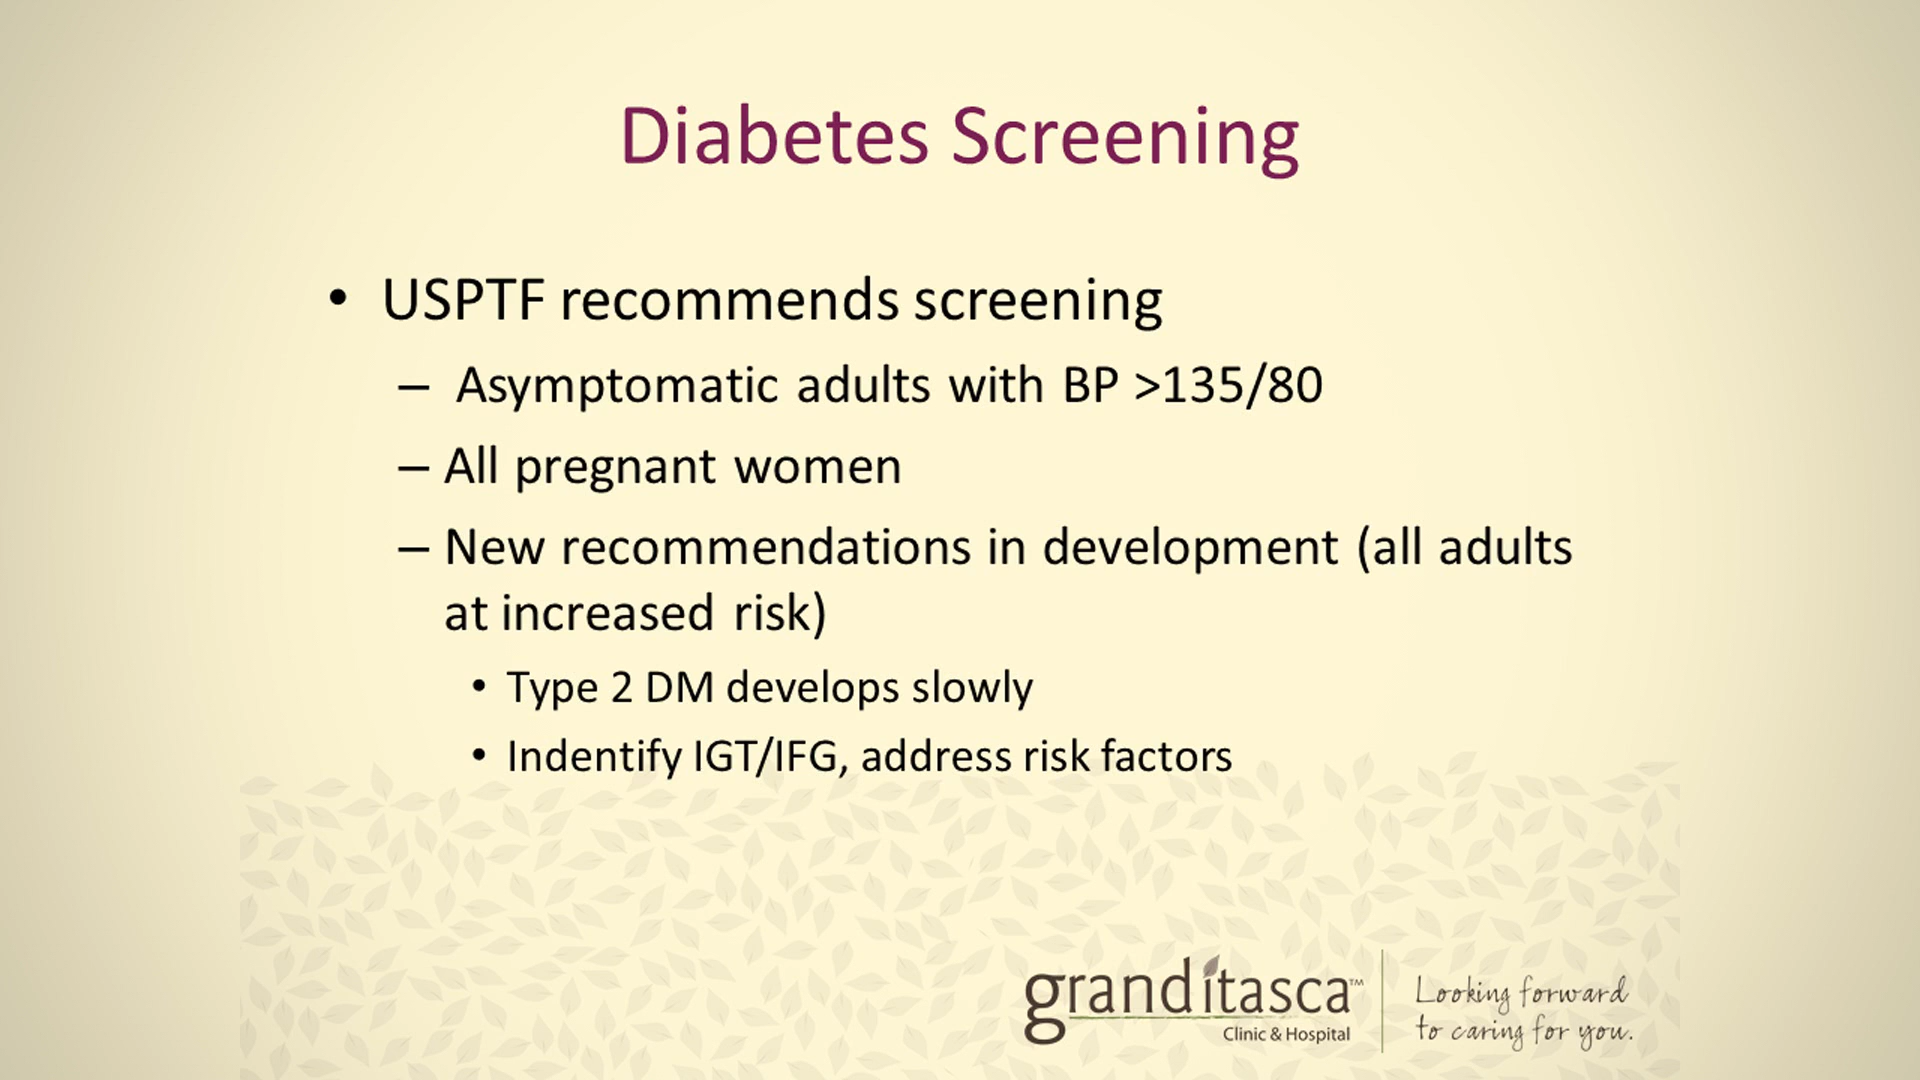 Diabetes Screening
• USPTF recommends screening
– Asymptomatic adults with BP >135/80
– All pregnant women
– New recommendations in development (all adults
at increased risk)
• Type 2 DM develops slowly
• Indentify IGT/IFG, address risk factors
granditasca™
Clinic & Hospital
Looking forward
to caring for you.